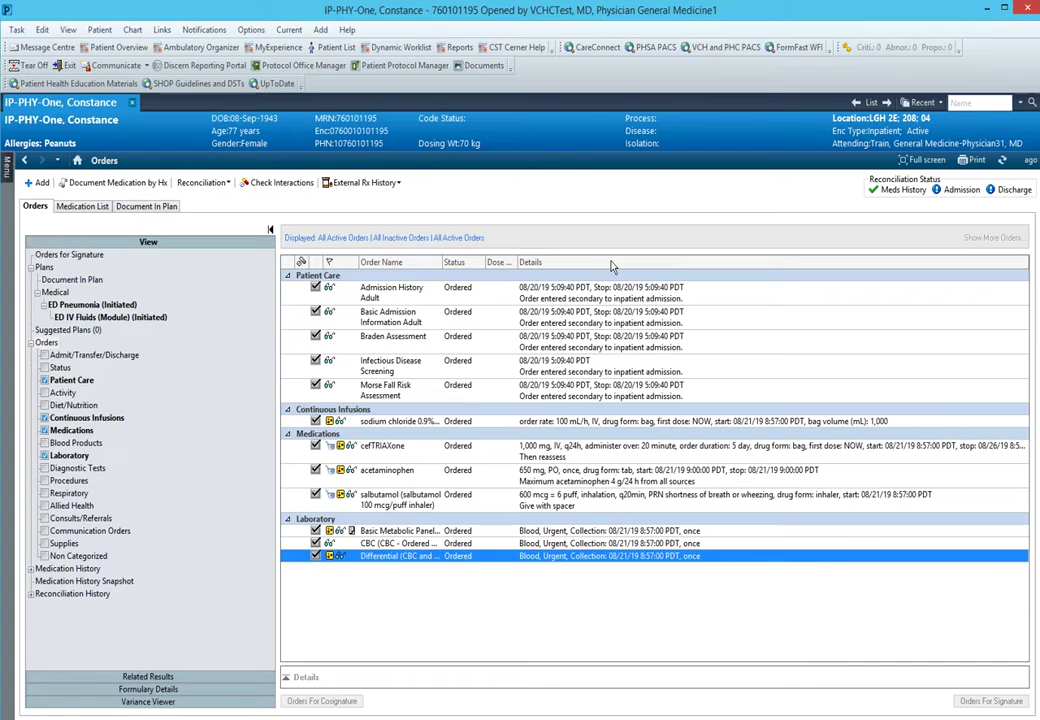 IP-PHY-One, Constance - 760101195 Opened by VCHCTest, MD, Physician General Medicine1
Task Edit View Patient Chart Links Notifications Options Current Add Help
Message Centre Patient Overview Ambulatory Organizer MyExperience Patient List Dynamic Worklist Reports CST Cerner Help CareConnect PHSA PACS VCH and PHC PACS FormFast WFI Critic: 0 Abnor.: 0 Propo.: 0
Tear Off Exit Communicate Discern Reporting Portal Protocol Office Manager Patient Protocol Manager Documents
Patient Health Education Materials SHOP Guidelines and DSTs UpToDate
IP-PHY-One, Constance List Recent Name
IP-PHY-One, Constance DOB:08-Sep-1943 MRN:760101195 Code Status: Process: Location:LGH 2E; 208; 04
Age:77 years Enc:0760010101195 Disease: Enc Type:Inpatient; Active
Allergies: Peanuts Gender:Female PHN:10760101195 Dosing Wt:70 kg Isolation: Attending:Train, General Medicine-Physician31, MD
Menu
Orders Full screen Print ago
Add Document Medication by Hx Reconciliation Check Interactions External Rx History
Reconciliation Status
Meds History Admission Discharge
Orders Medication List Document In Plan
View
Orders for Signature
Plans
Document In Plan
Medical
ED Pneumonia (Initiated)
ED IV Fluids (Module) (Initiated)
Suggested Plans (0)
Orders
Admit/Transfer/Discharge
Status
Patient Care
Activity
Diet/Nutrition
Continuous Infusions
Medications
Blood Products
Laboratory
Diagnostic Tests
Procedures
Respiratory
Allied Health
Consults/Referrals
Communication Orders
Supplies
Non Categorized
Medication History
Medication History Snapshot
Reconciliation History
Related Results
Formulary Details
Variance Viewer
Displayed: All Active Orders | All Inactive Orders | All Active Orders Show More Orders...
Order Name Status Dose ... Details
Patient Care
Admission History Ordered 08/20/19 5:09:40 PDT, Stop: 08/20/19 5:09:40 PDT
Adult Order entered secondary to inpatient admission.
Basic Admission Ordered 08/20/19 5:09:40 PDT, Stop: 08/20/19 5:09:40 PDT
Information Adult Order entered secondary to inpatient admission.
Braden Assessment Ordered 08/20/19 5:09:40 PDT, Stop: 08/20/19 5:09:40 PDT
Order entered secondary to inpatient admission.
Infectious Disease Ordered 08/20/19 5:09:40 PDT
Screening Order entered secondary to inpatient admission.
Morse Fall Risk Ordered 08/20/19 5:09:40 PDT, Stop: 08/20/19 5:09:40 PDT
Assessment Order entered secondary to inpatient admission.
Continuous Infusions
sodium chloride 0.9%... Ordered order rate: 100 mL/h, IV, drug form: bag, first dose: NOW, start: 08/21/19 8:57:00 PDT, bag volume (mL): 1,000
Medications
cefTRIAXone Ordered 1,000 mg, IV, q24h, administer over: 20 minute, order duration: 5 day, drug form: bag, first dose: NOW, start: 08/21/19 8:57:00 PDT, stop: 08/26/19 8:5...
Then reassess
acetaminophen Ordered 650 mg, PO, once, drug form: tab, start: 08/21/19 9:00:00 PDT, stop: 08/21/19 9:00:00 PDT
Maximum acetaminophen 4 g/24 h from all sources
salbutamol (salbutamol Ordered 600 mcg = 6 puff, inhalation, q20min, PRN shortness of breath or wheezing, drug form: inhaler, start: 08/21/19 8:57:00 PDT
100 mcg/puff inhaler) Give with spacer
Laboratory
Basic Metabolic Panel... Ordered Blood, Urgent, Collection: 08/21/19 8:57:00 PDT, once
CBC (CBC - Ordered ... Ordered Blood, Urgent, Collection: 08/21/19 8:57:00 PDT, once
Differential (CBC and ... Ordered Blood, Urgent, Collection: 08/21/19 8:57:00 PDT, once
Details
Orders For Cosignature Orders For Signature